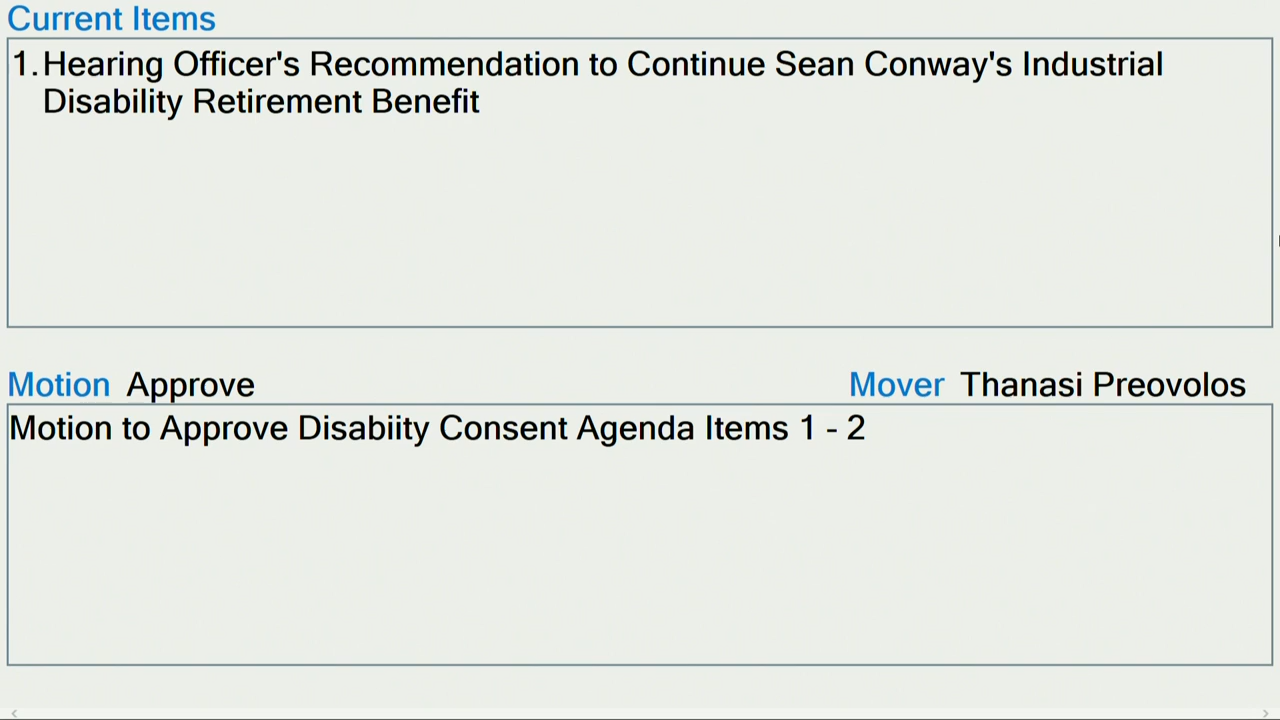 Current Items
1. Hearing Officer's Recommendation to Continue Sean Conway's Industrial
Disability Retirement Benefit
Motion Approve Mover Thanasi Preovolos
Motion to Approve Disabiity Consent Agenda Items 1 - 2